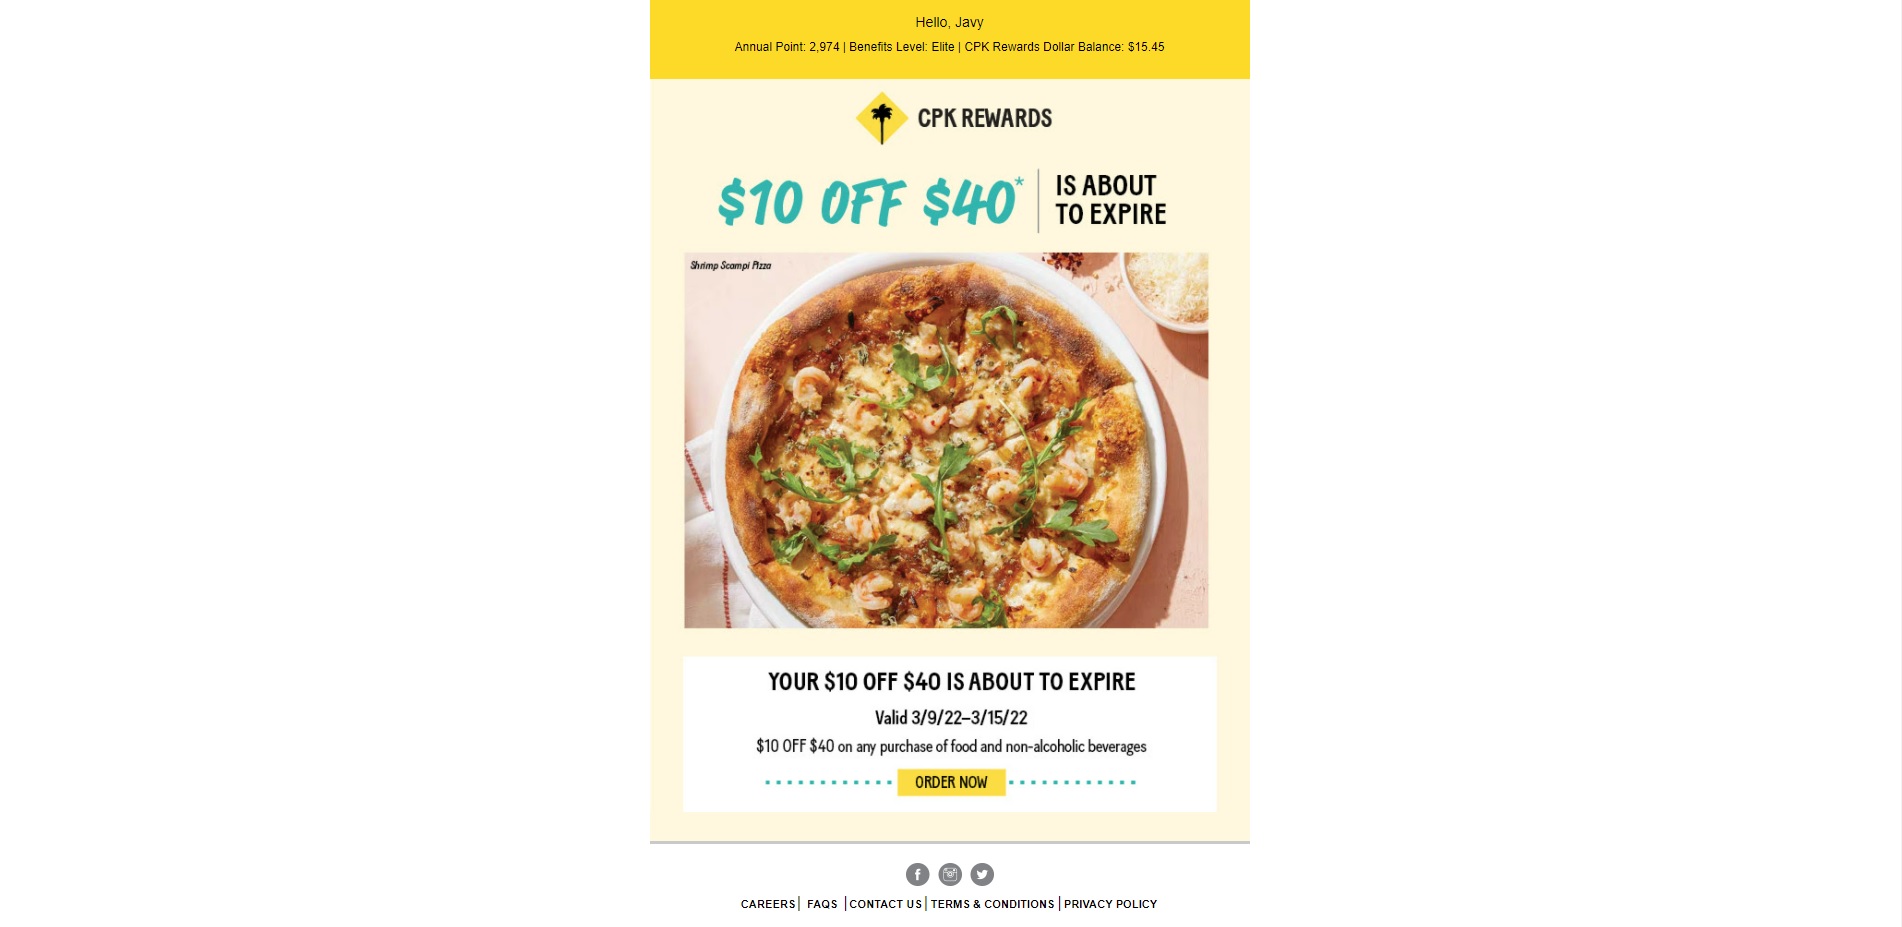 Hello, Javy
Annual Point: 2,974 | Benefits Level: Elite | CPK Rewards Dollar Balance: $15.45
CPK REWARDS
$10 OFF $40*
IS ABOUT
TO EXPIRE
Shrimp Scampi Pizza
YOUR $10 OFF $40 IS ABOUT TO EXPIRE
Valid 3/9/22–3/15/22
$10 OFF $40 on any purchase of food and non-alcoholic beverages
ORDER NOW
CAREERS| FAQS |CONTACT US|TERMS & CONDITIONS |PRIVACY POLICY